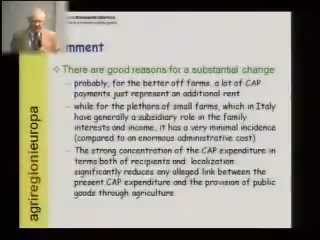 mment
There are good reasons for a substantial change
– probably, for the better off farms, a lot of CAP
payments just represent an additional rent
– while for the plethora of small farms, which in Italy
have generally a subsidiary role in the family
interests and income, it has a very minimal incidence
(compared to an enormous administrative cost)
– The strong concentration of the CAP expenditure in
terms both of recipients and localization
significantly reduces any alleged link between the
present CAP expenditure and the provision of public
goods through agriculture
agriregionieuropa